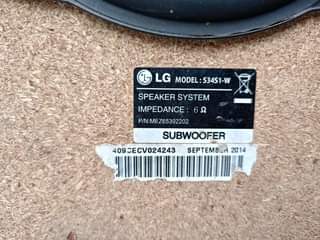 LG MODEL: S34S1-W
SPEAKER SYSTEM
IMPEDANCE: 6 Ω
P/N:MEZ65392202
SUBWOOFER
409CECV024243 SEPTEMBER 2014